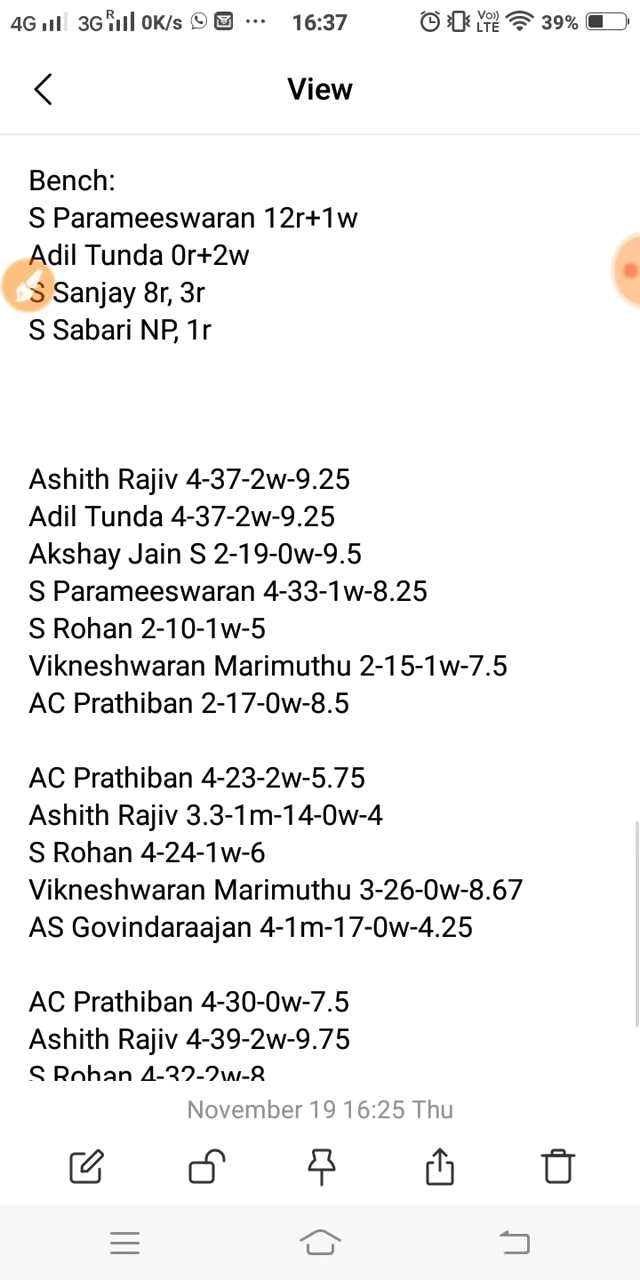 4G 3G R 0K/s ... 16:37 Vo)) LTE 39%
View
Bench:
S Parameeswaran 12r+1w
Adil Tunda 0r+2w
S Sanjay 8r, 3r
S Sabari NP, 1r
Ashith Rajiv 4-37-2w-9.25
Adil Tunda 4-37-2w-9.25
Akshay Jain S 2-19-0w-9.5
S Parameeswaran 4-33-1w-8.25
S Rohan 2-10-1w-5
Vikneshwaran Marimuthu 2-15-1w-7.5
AC Prathiban 2-17-0w-8.5
AC Prathiban 4-23-2w-5.75
Ashith Rajiv 3.3-1m-14-0w-4
S Rohan 4-24-1w-6
Vikneshwaran Marimuthu 3-26-0w-8.67
AS Govindaraajan 4-1m-17-0w-4.25
AC Prathiban 4-30-0w-7.5
Ashith Rajiv 4-39-2w-9.75
S Rohan 4-32-2w-8
November 19 16:25 Thu